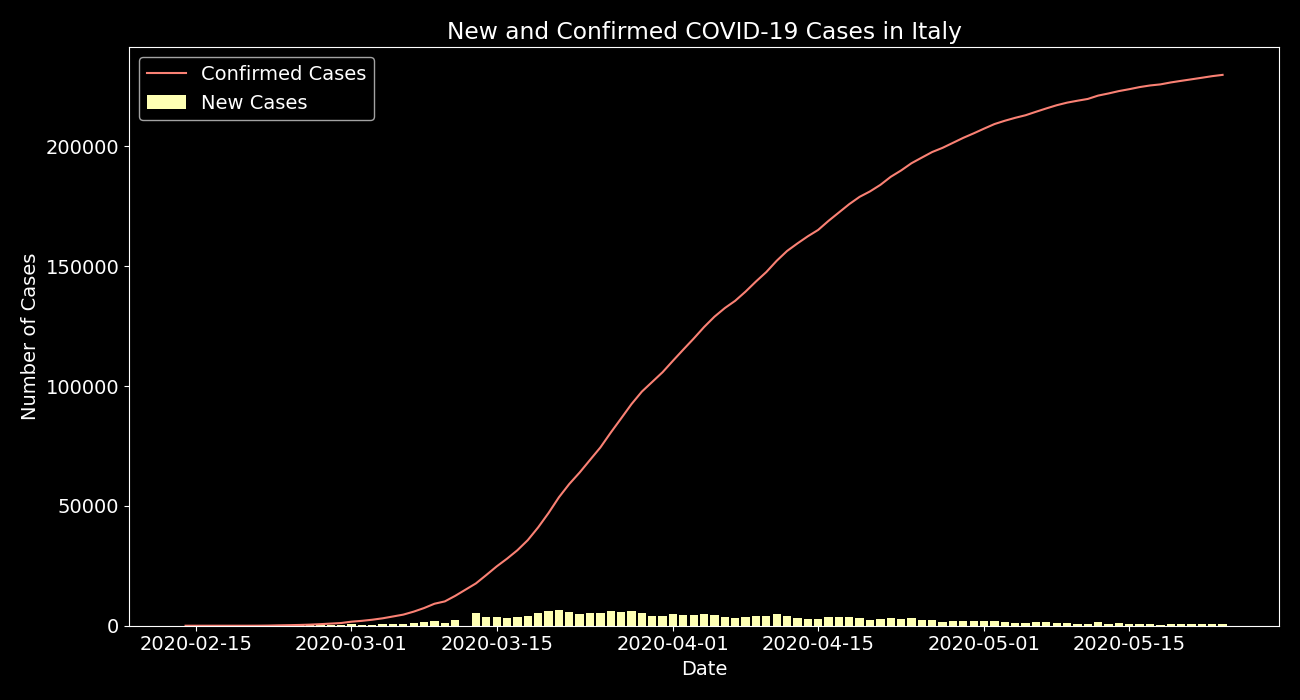 New and Confirmed COVID-19 Cases in Italy
Confirmed Cases
New Cases
Number of Cases
200000
150000
100000
50000
0
2020-02-15 2020-03-01 2020-03-15 2020-04-01 2020-04-15 2020-05-01 2020-05-15
Date